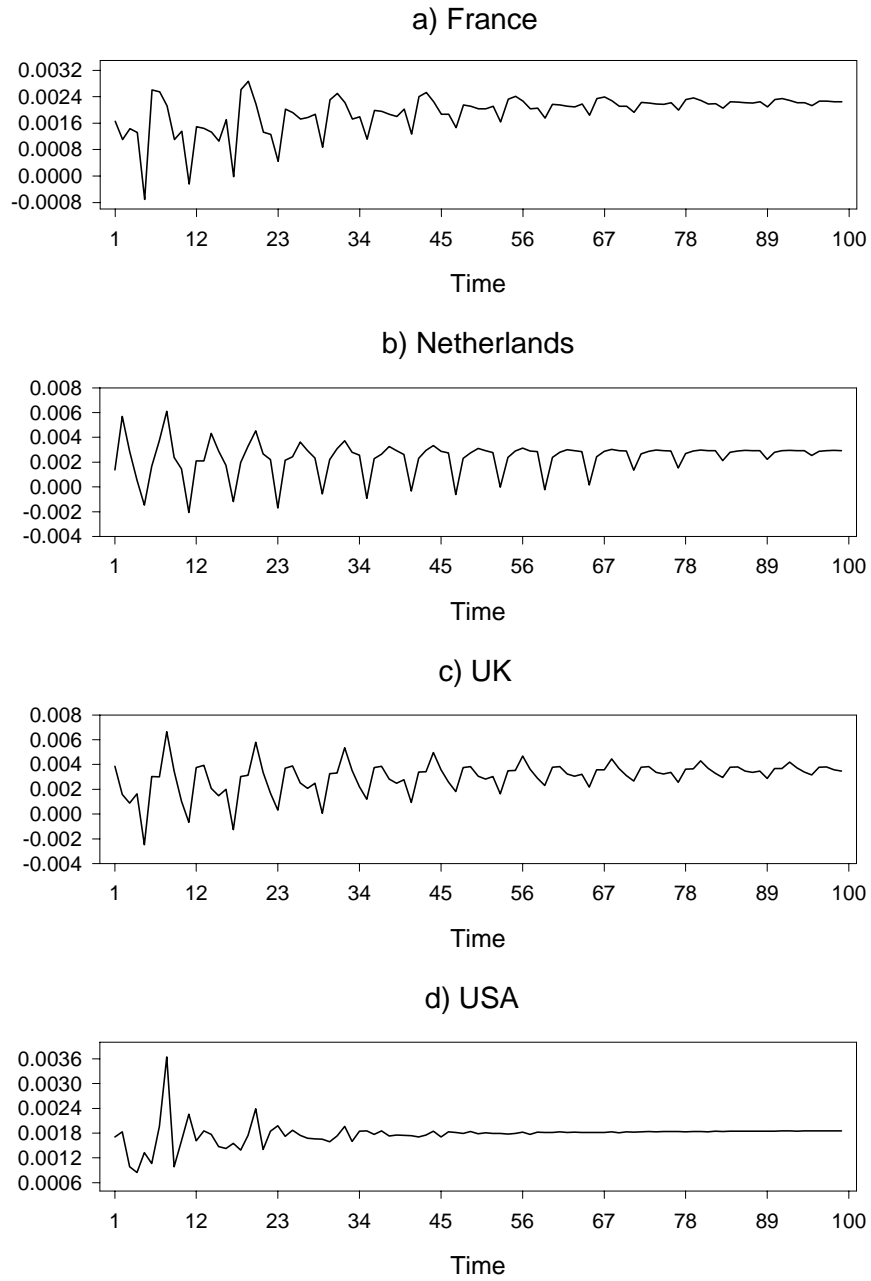 a) France
0.0032
0.0024
0.0016
0.0008
0.0000
-0.0008
1 12 23 34 45 56 67 78 89 100
Time
b) Netherlands
0.008
0.006
0.004
0.002
0.000
-0.002
-0.004
1 12 23 34 45 56 67 78 89 100
Time
c) UK
0.008
0.006
0.004
0.002
0.000
-0.002
-0.004
1 12 23 34 45 56 67 78 89 100
Time
d) USA
0.0036
0.0030
0.0024
0.0018
0.0012
0.0006
1 12 23 34 45 56 67 78 89 100
Time